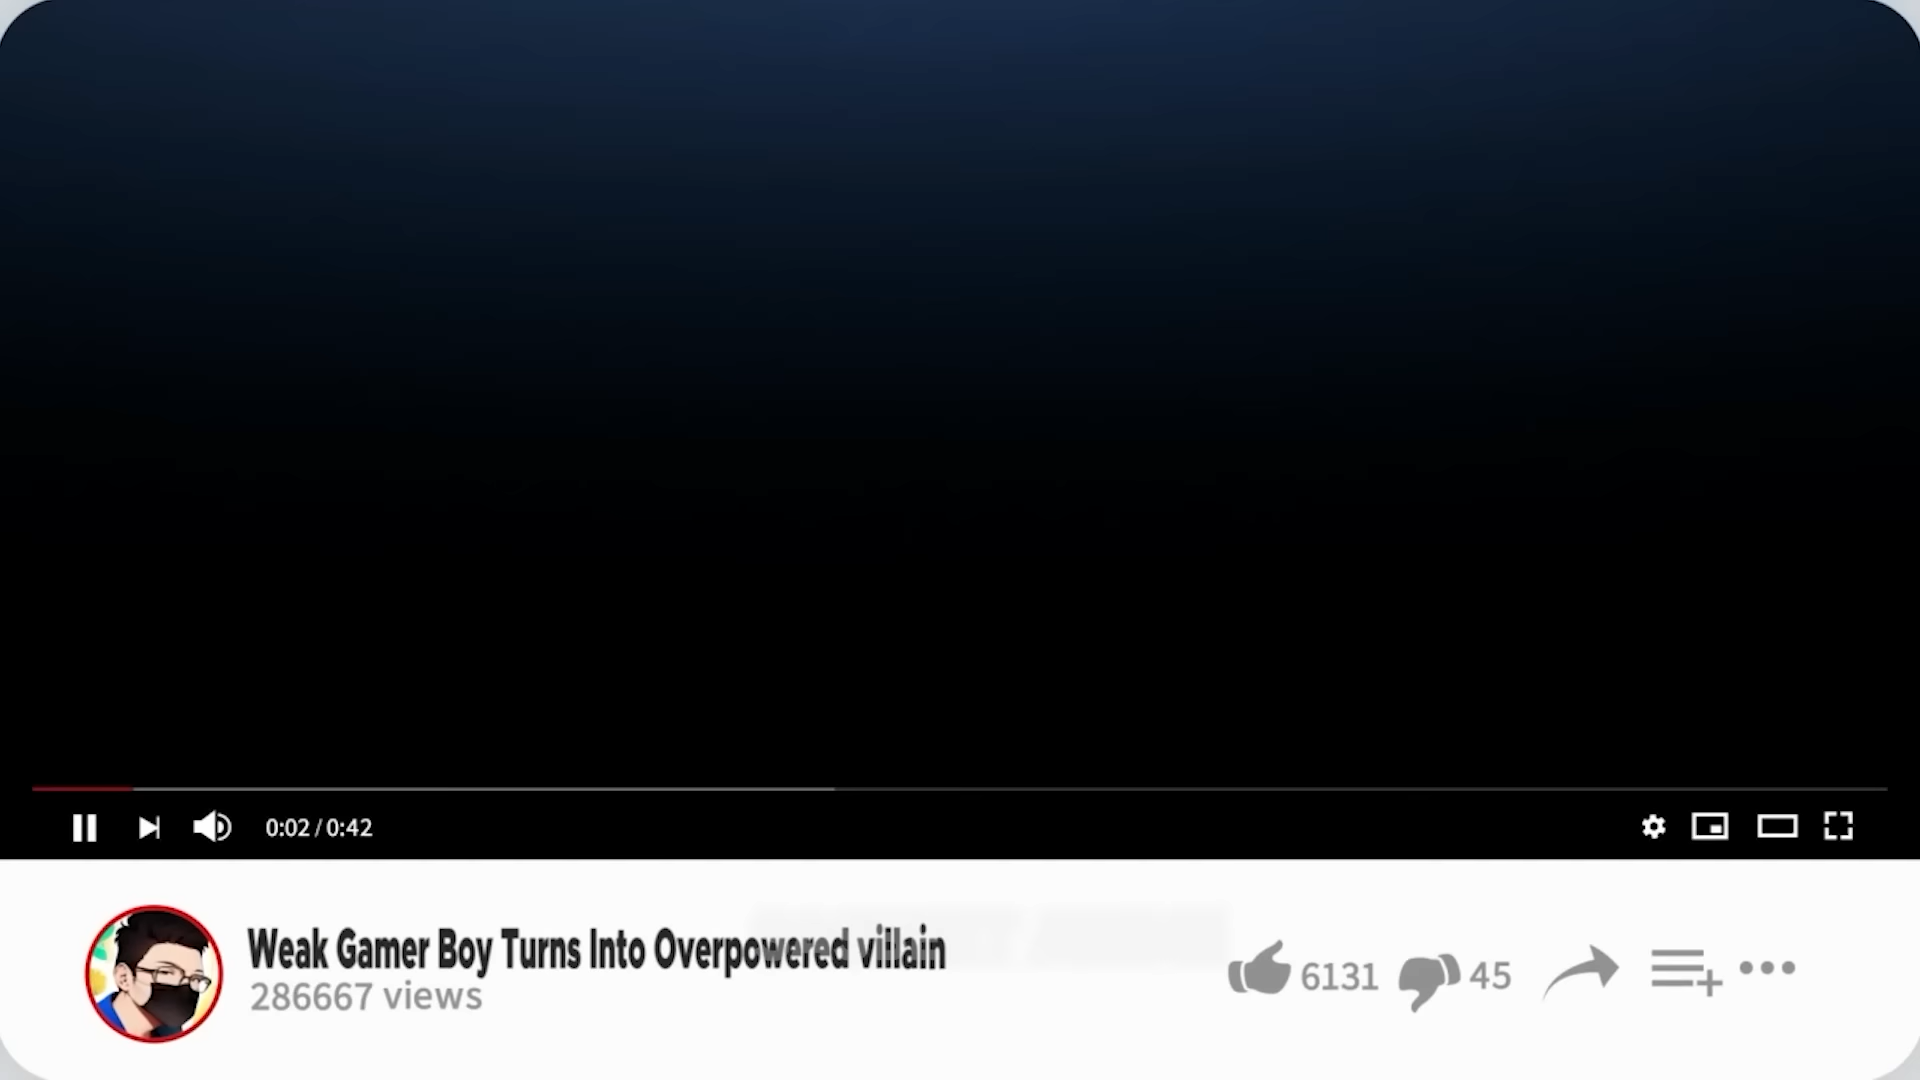 0:02 / 0:42
Weak Gamer Boy Turns Into Overpowered villain
286667 views
6131
45